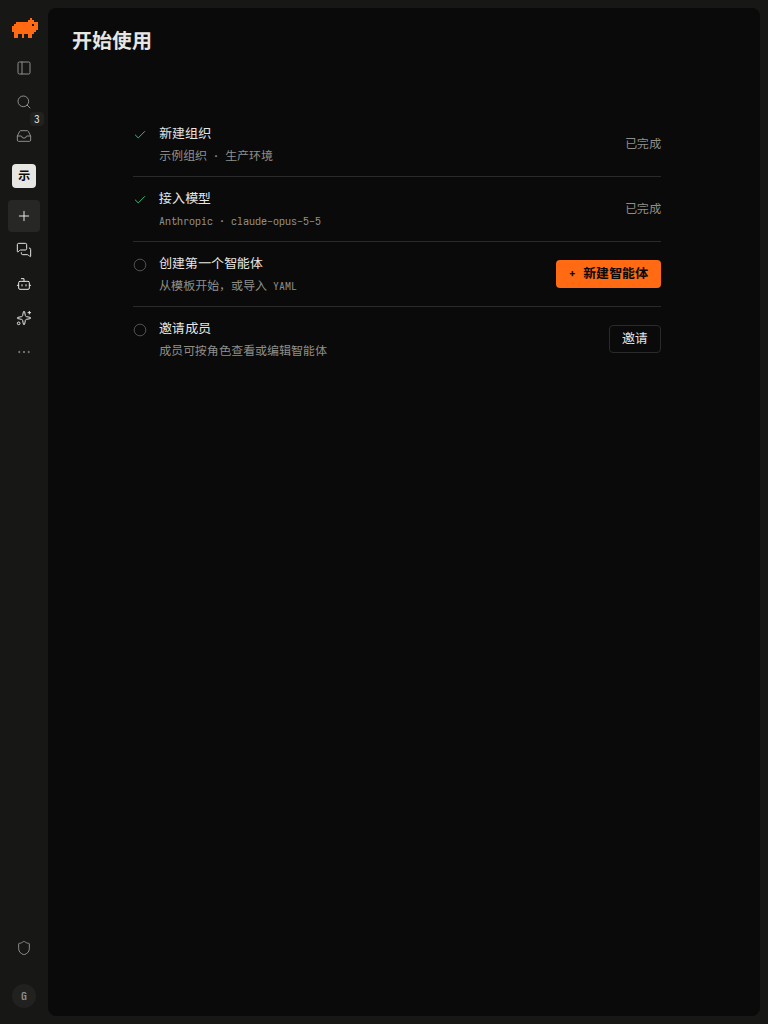 开始使用
3
示
新建组织
示例组织 · 生产环境
已完成
接入模型
Anthropic · claude-opus-5-5
已完成
创建第一个智能体
从模板开始，或导入 YAML
+ 新建智能体
邀请成员
成员可按角色查看或编辑智能体
邀请
G